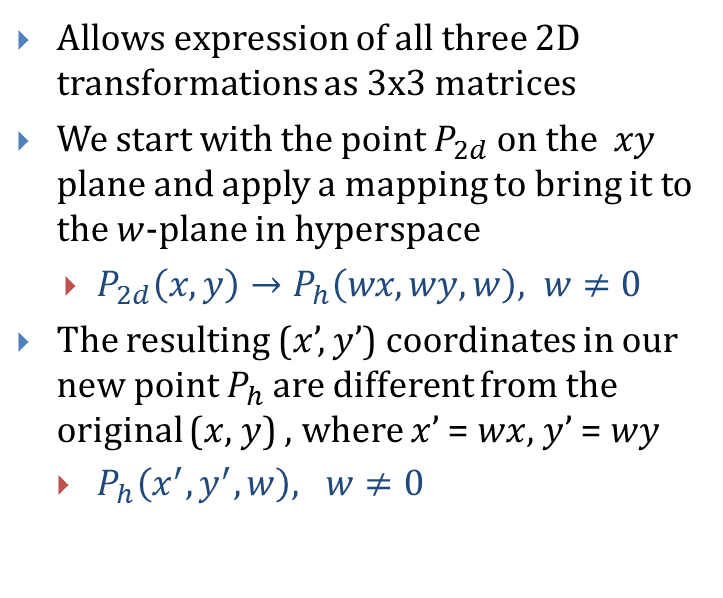 Allows expression of all three 2D
transformations as 3x3 matrices
We start with the point P2d on the xy
plane and apply a mapping to bring it to
the w-plane in hyperspace
P2d(x, y) → Ph(wx, wy, w), w ≠ 0
The resulting (x’, y’) coordinates in our
new point Ph are different from the
original (x, y) , where x’ = wx, y’ = wy
Ph(x′, y′, w), w ≠ 0